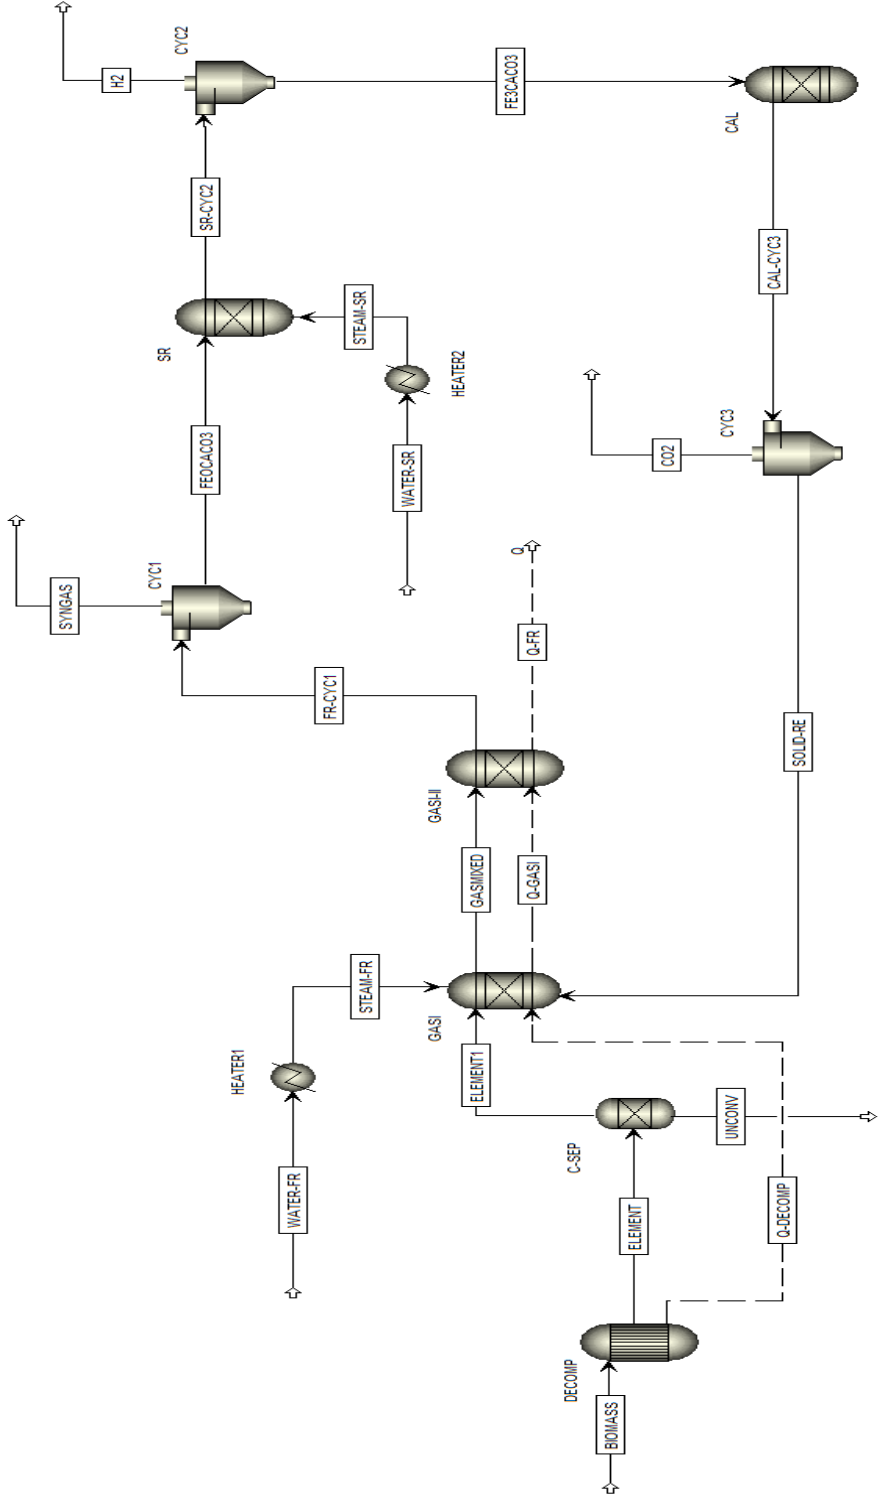 BIOMASS
DECOMP
ELEMENT
Q-DECOMP
C-SEP
UNCONV
ELEMENT1
WATER-FR
HEATER1
STEAM-FR
GASI
GASMIXED
Q-GASI
GASI-II
Q-FR
Q
FR-CYC1
CYC1
SYNGAS
FEOCACO3
WATER-SR
HEATER2
STEAM-SR
SR
SR-CYC2
CYC2
H2
FE3CACO3
CAL
CAL-CYC3
CYC3
CO2
SOLID-RE